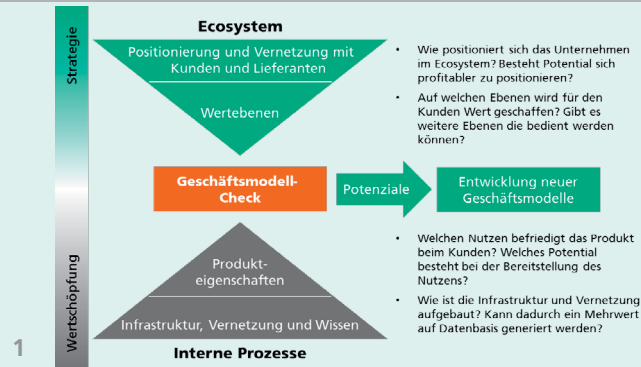 Strategie
Wertschöpfung
Ecosystem
Positionierung und Vernetzung mit
Kunden und Lieferanten
Wertebenen
• Wie positioniert sich das Unternehmen
im Ecosystem? Besteht Potential sich
profitabler zu positionieren?
• Auf welchen Ebenen wird für den
Kunden Wert geschaffen? Gibt es
weitere Ebenen die bedient werden
können?
Geschäftsmodell-
Check
Potenziale
Entwicklung neuer
Geschäftsmodelle
Produkt-
eigenschaften
Infrastruktur, Vernetzung und Wissen
Interne Prozesse
• Welchen Nutzen befriedigt das Produkt
beim Kunden? Welches Potential
besteht bei der Bereitstellung des
Nutzens?
• Wie ist die Infrastruktur und Vernetzung
aufgebaut? Kann dadurch ein Mehrwert
auf Datenbasis generiert werden?
1